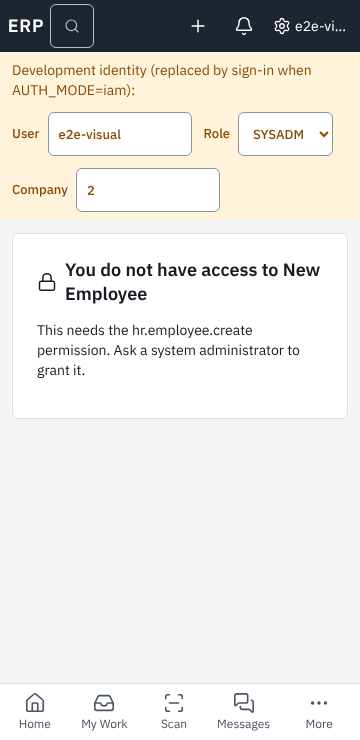 ERP
e2e-vi...
Development identity (replaced by sign-in when
AUTH_MODE=iam):
User e2e-visual Role SYSADM
Company 2
You do not have access to New
Employee
This needs the hr.employee.create
permission. Ask a system administrator to
grant it.
Home My Work Scan Messages More